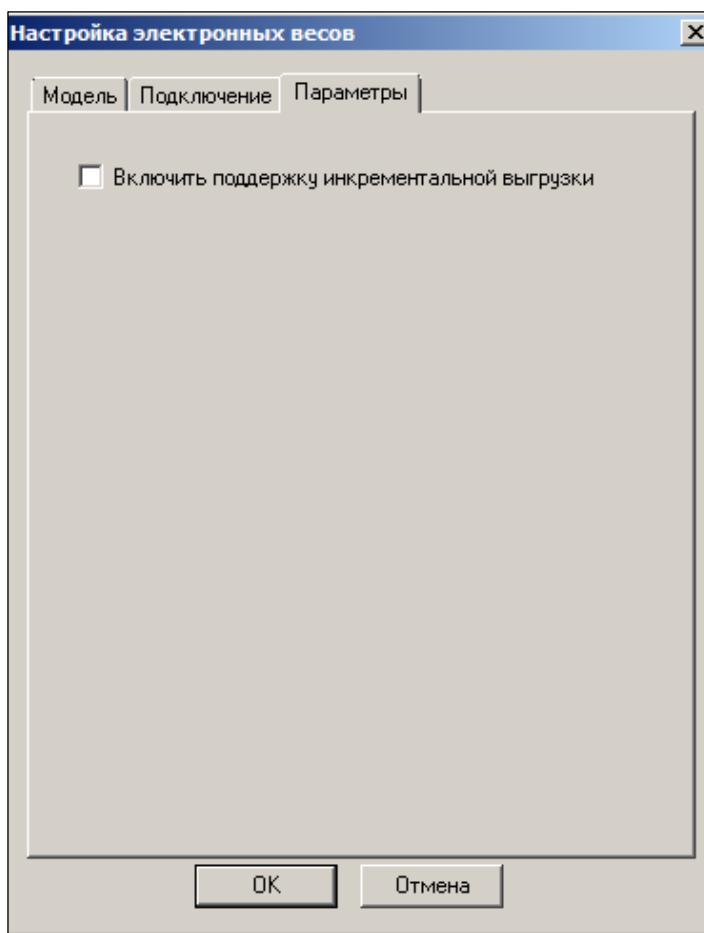 Настройка электронных весов
Модель Подключение Параметры
Включить поддержку инкрементальной выгрузки
OK Отмена